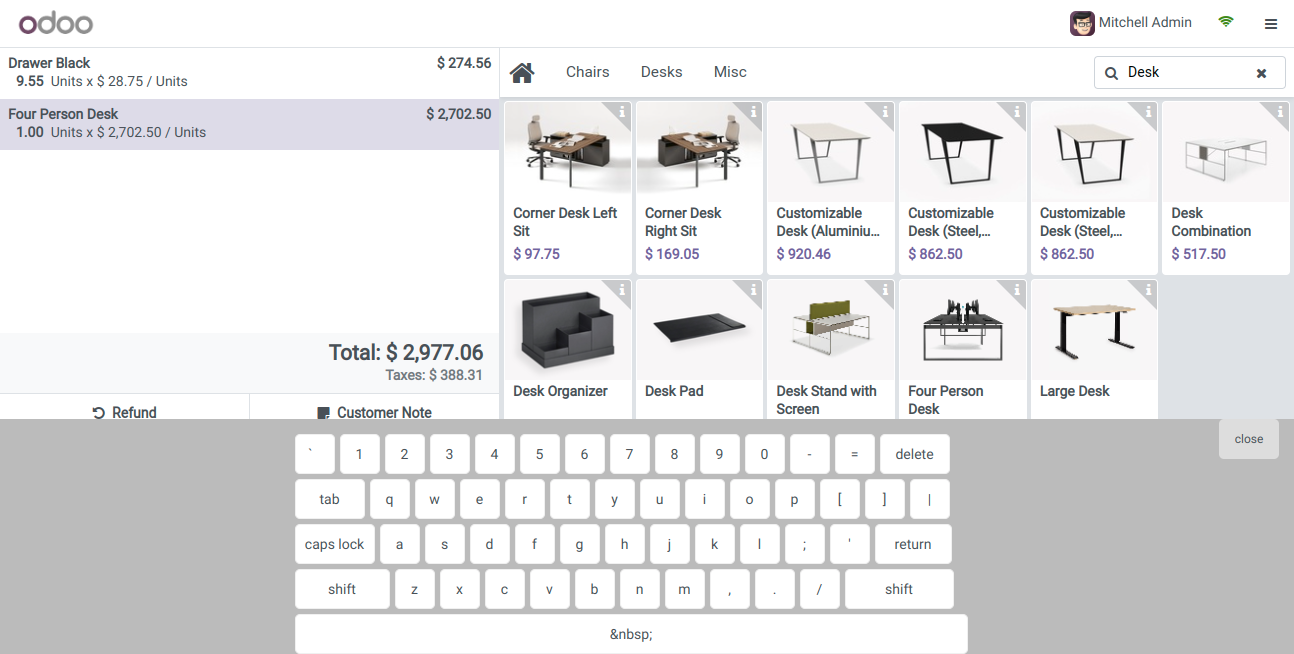 odoo
Mitchell Admin
Drawer Black $ 274.56
9.55 Units x $ 28.75 / Units
Four Person Desk $ 2,702.50
1.00 Units x $ 2,702.50 / Units
Total: $ 2,977.06
Taxes: $ 388.31
Refund Customer Note
Chairs Desks Misc Desk
Corner Desk Left
Sit
$ 97.75
Corner Desk
Right Sit
$ 169.05
Customizable
Desk (Aluminiu...
$ 920.46
Customizable
Desk (Steel,...
$ 862.50
Customizable
Desk (Steel,...
$ 862.50
Desk
Combination
$ 517.50
Desk Organizer
Desk Pad
Desk Stand with
Screen
Four Person
Desk
Large Desk
close
` 1 2 3 4 5 6 7 8 9 0 - = delete
tab q w e r t y u i o p [ ] |
caps lock a s d f g h j k l ; ' return
shift z x c v b n m , . / shift
&nbsp;